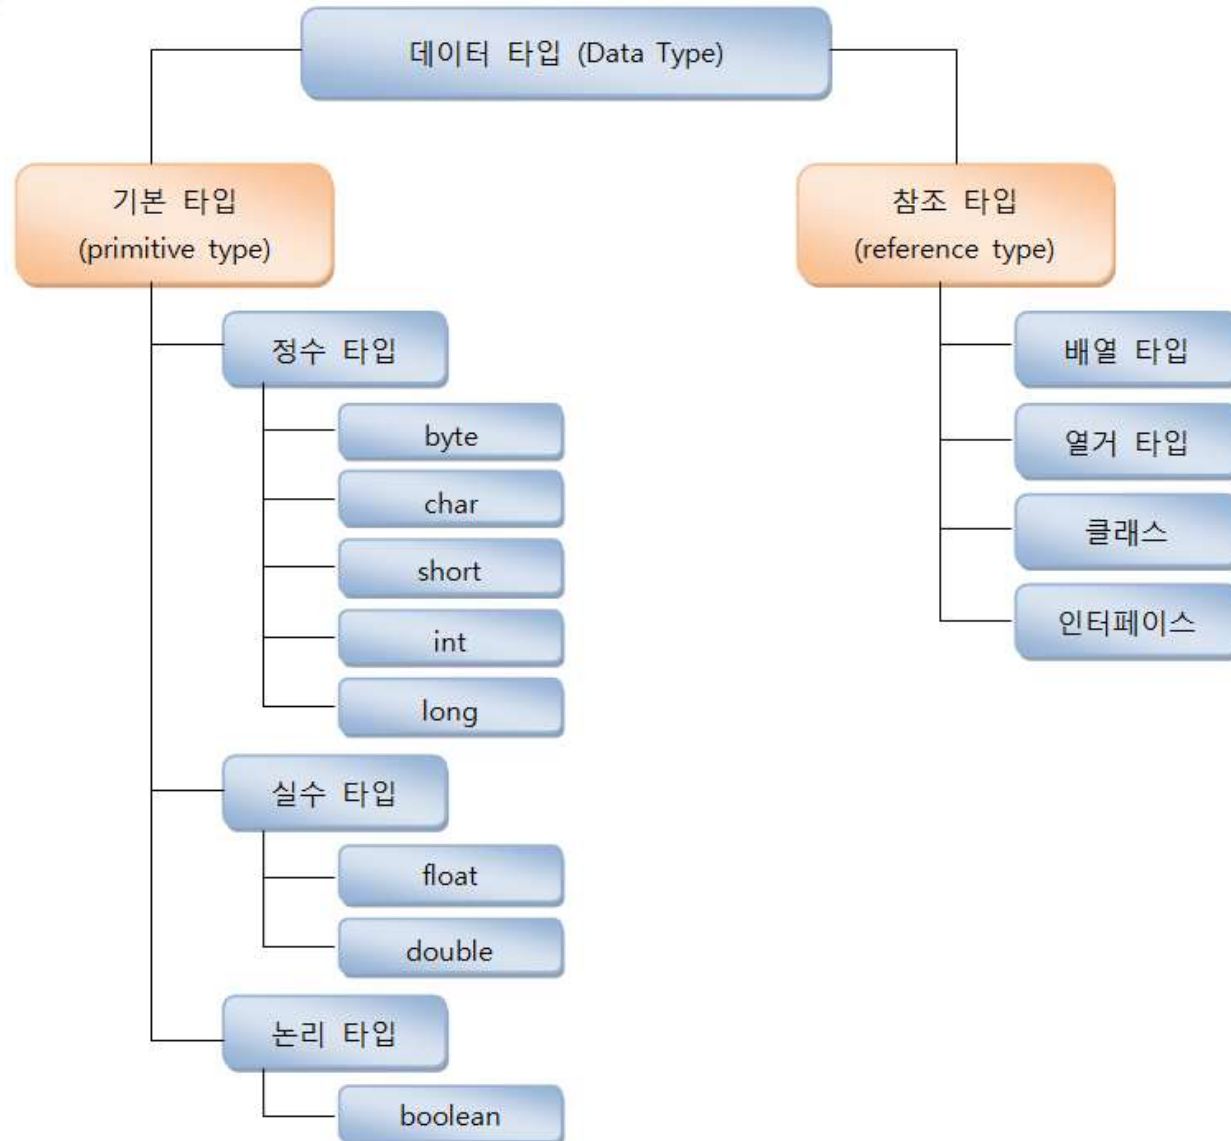 데이터 타입 (Data Type)
기본 타입
(primitive type)
정수 타입
byte
char
short
int
long
실수 타입
float
double
논리 타입
boolean
참조 타입
(reference type)
배열 타입
열거 타입
클래스
인터페이스